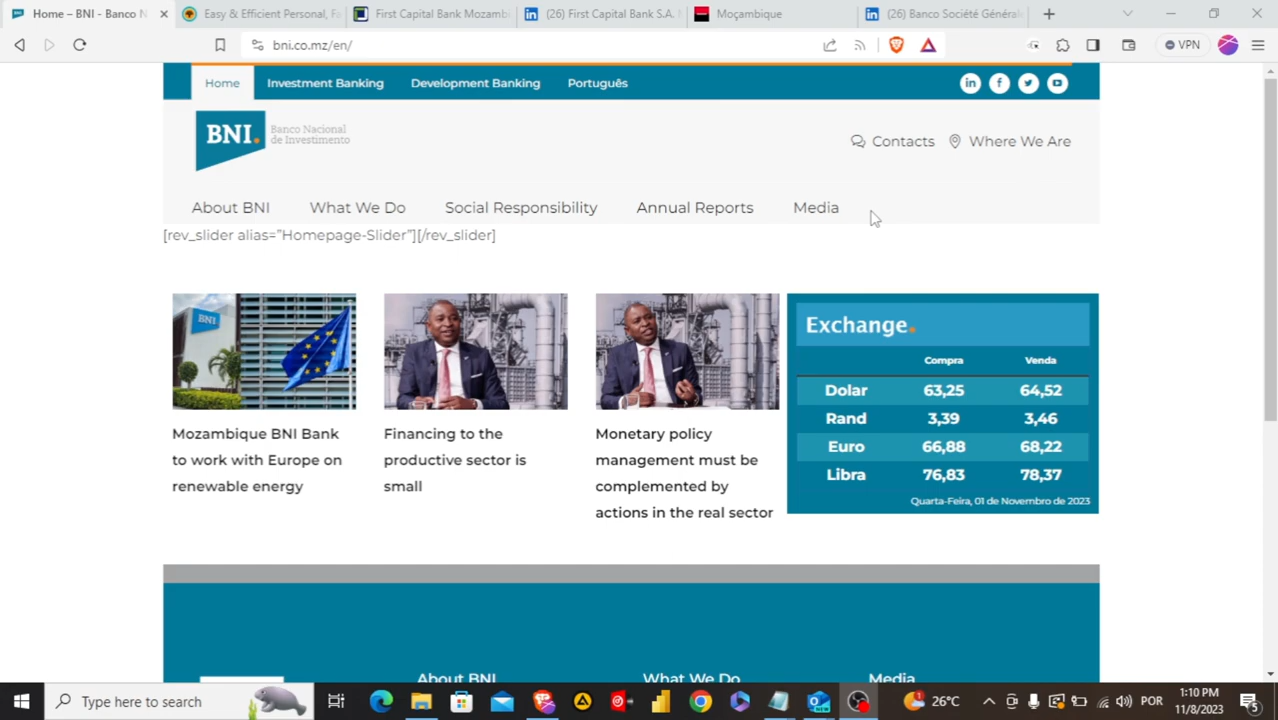 Home – BNI - Banco N
Easy & Efficient Personal, Fa
First Capital Bank Mozamb
(26) First Capital Bank S.A.
Moçambique
(26) Banco Société Générale
bni.co.mz/en/
VPN
Home
Investment Banking
Development Banking
Português
BNI.
Banco Nacional
de Investimento
Contacts
Where We Are
About BNI
What We Do
Social Responsibility
Annual Reports
Media
[rev_slider alias="Homepage-Slider"][/rev_slider]
BNI
Mozambique BNI Bank
to work with Europe on
renewable energy
Financing to the
productive sector is
small
Monetary policy
management must be
complemented by
actions in the real sector
Exchange.
Compra Venda
Dolar 63,25 64,52
Rand 3,39 3,46
Euro 66,88 68,22
Libra 76,83 78,37
Quarta-Feira, 01 de Novembro de 2023
About BNI
What We Do
Media
Type here to search
NEW
26°C
POR
1:10 PM
11/8/2023
5